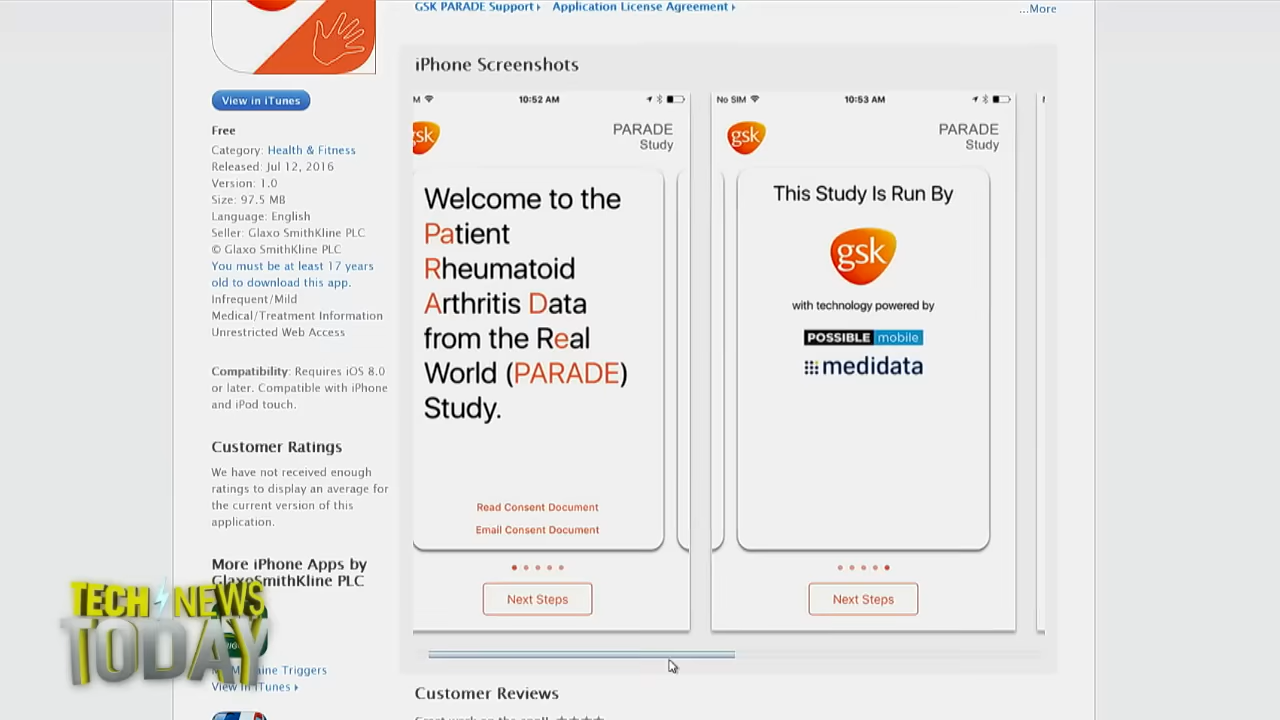 GSK PARADE Support
Application License Agreement
...More
View in iTunes
Free
Category: Health & Fitness
Released: Jul 12, 2016
Version: 1.0
Size: 97.5 MB
Language: English
Seller: Glaxo SmithKline PLC
© Glaxo SmithKline PLC
You must be at least 17 years
old to download this app.
Infrequent/Mild
Medical/Treatment Information
Unrestricted Web Access
Compatibility: Requires iOS 8.0
or later. Compatible with iPhone
and iPod touch.
Customer Ratings
We have not received enough
ratings to display an average for
the current version of this
application.
More iPhone Apps by
GlaxoSmithKline PLC
Triggers
View in iTunes
TECH NEWS
TODAY
iPhone Screenshots
M
10:52 AM
gsk
PARADE
Study
Welcome to the
Patient
Rheumatoid
Arthritis Data
from the Real
World (PARADE)
Study.
Read Consent Document
Email Consent Document
Next Steps
No SIM
10:53 AM
gsk
PARADE
Study
This Study Is Run By
gsk
with technology powered by
POSSIBLE mobile
medidata
Next Steps
Customer Reviews
Great work on the app!!